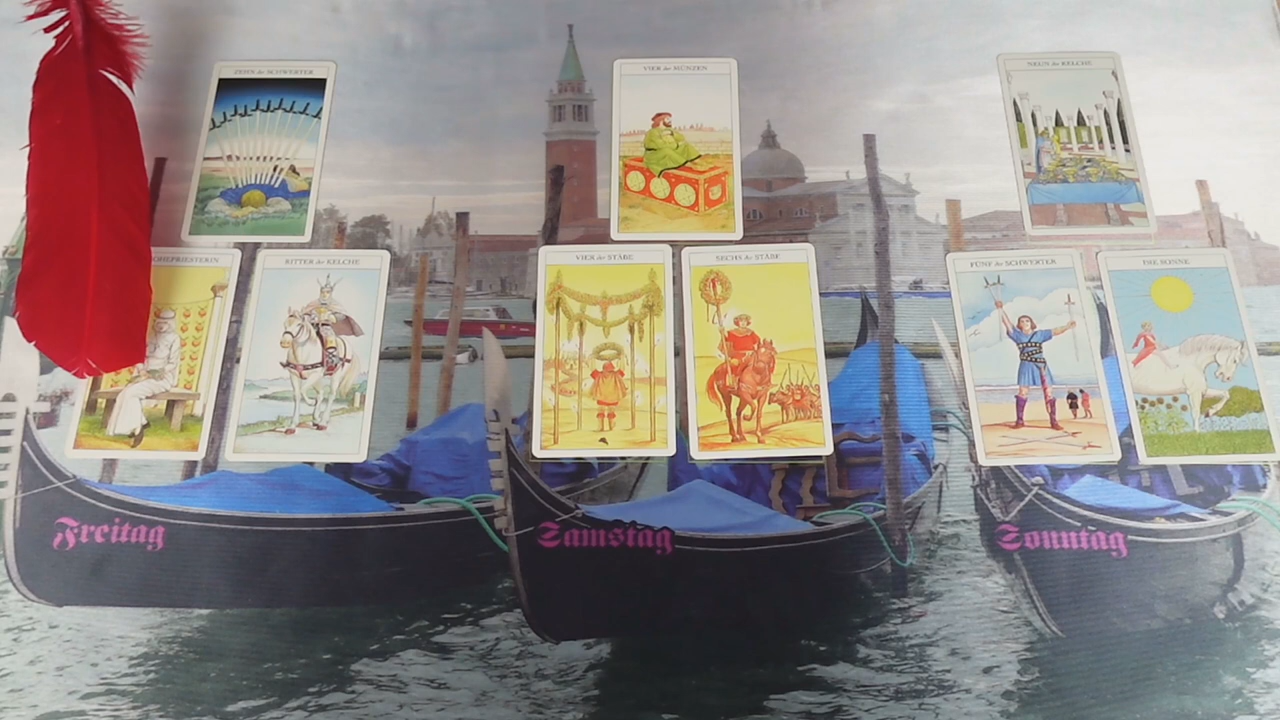 ZEHN der SCHWERTER
VIER der MÜNZEN
NEUN der KELCHE
HOHEPRIESTERIN
RITTER der KELCHE
VIER der STÄBE
SECHS der STÄBE
FÜNF der SCHWERTER
DIE SONNE
Freitag
Samstag
Sonntag